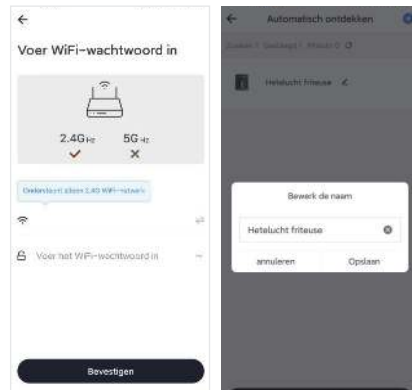 Voer WiFi-wachtwoord in
2.4GHz 5GHz
Ondersteunt alleen 2.4G WiFi-netwerk
Voer het WiFi-wachtwoord in
Bevestigen
Automatisch ontdekken
Hetelucht friteuse
Bewerk de naam
Hetelucht friteuse
annuleren Opslaan